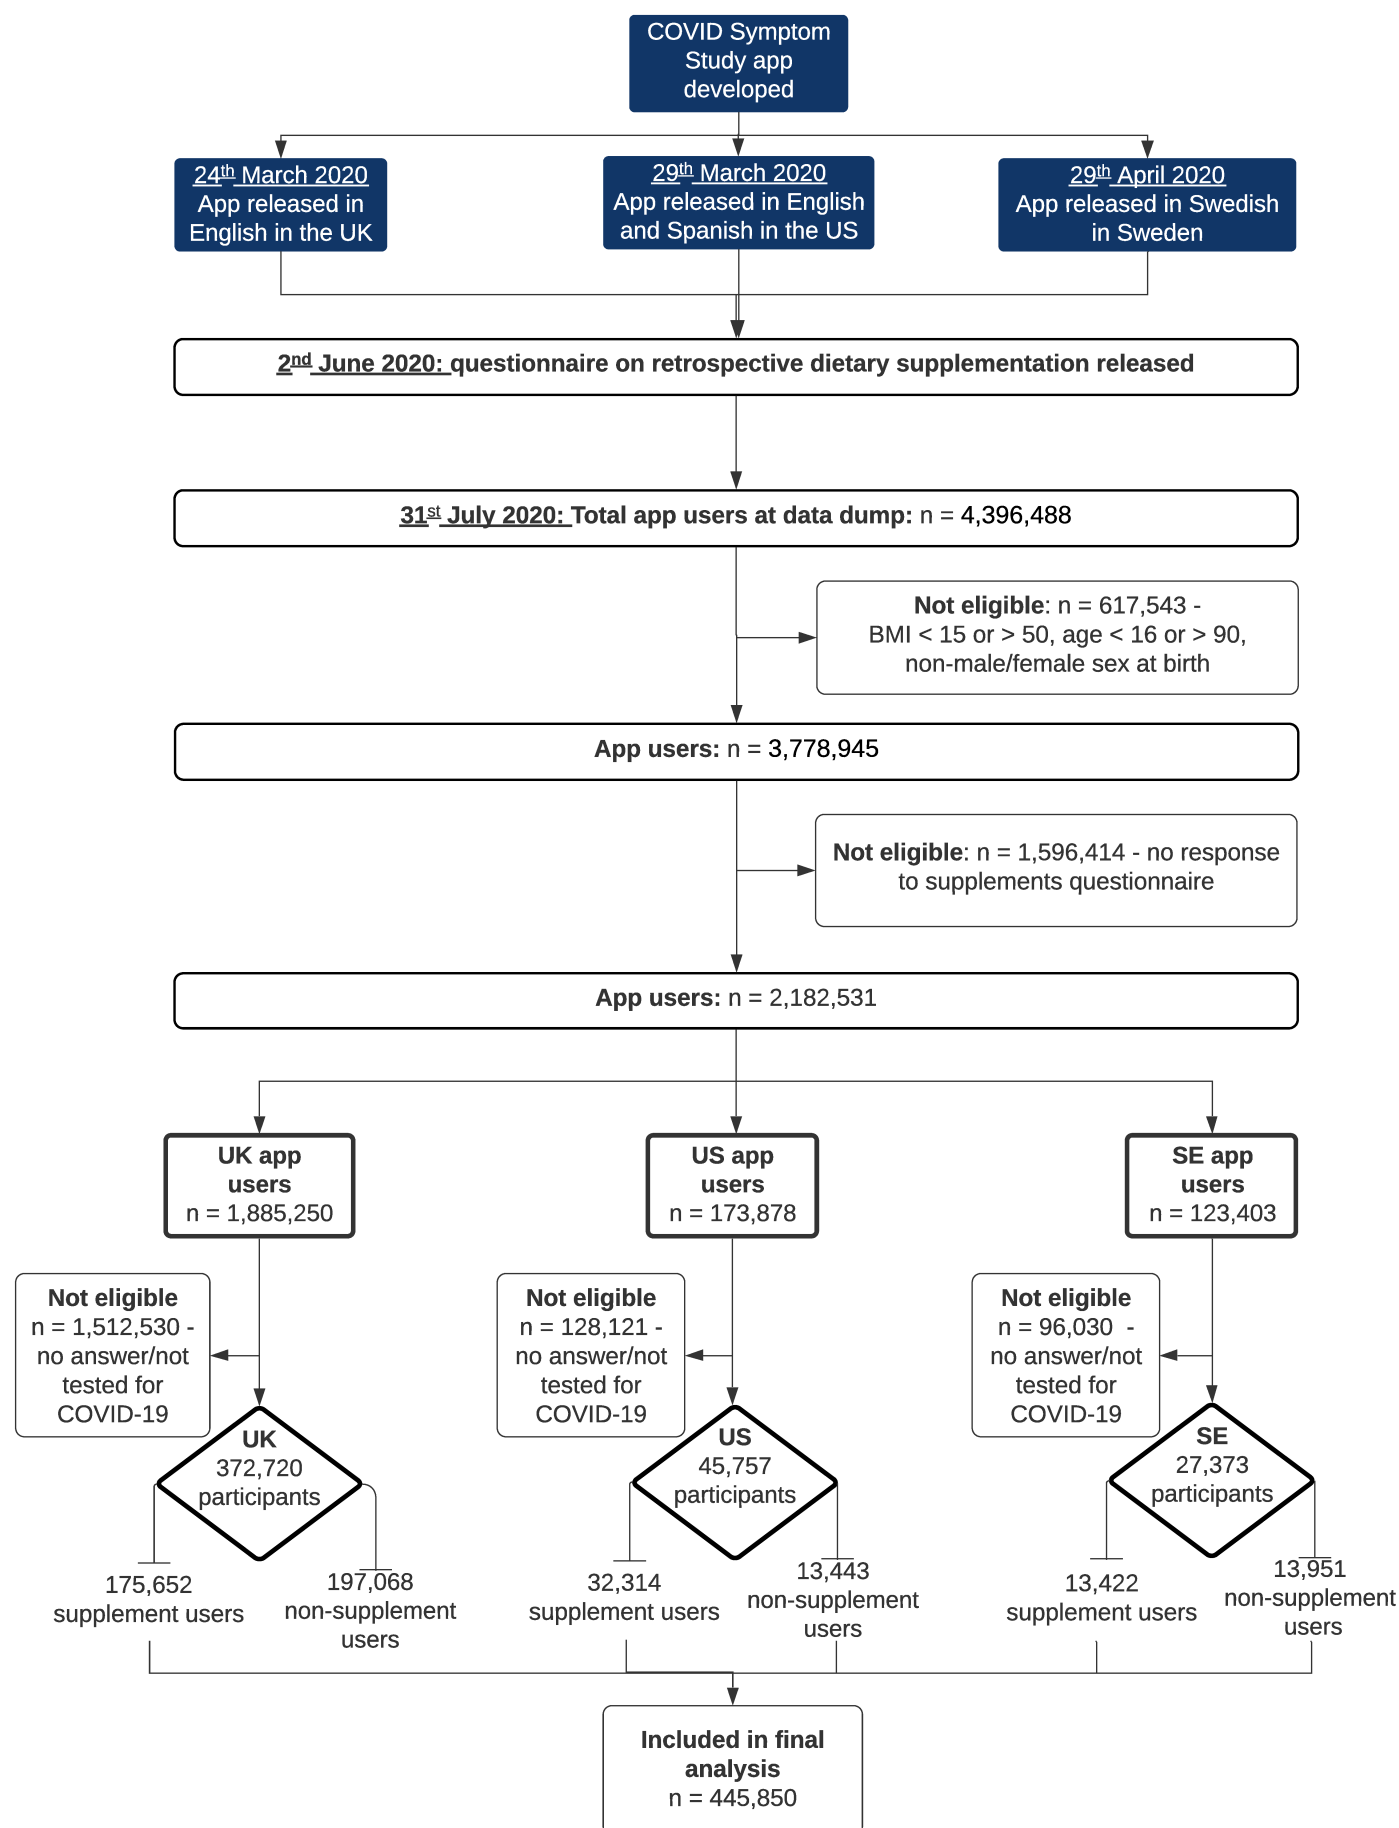 COVID Symptom
Study app
developed
24th March 2020
App released in
English in the UK
29th March 2020
App released in English
and Spanish in the US
29th April 2020
App released in Swedish
in Sweden
2nd June 2020: questionnaire on retrospective dietary supplementation released
31st July 2020: Total app users at data dump: n = 4,396,488
Not eligible: n = 617,543 -
BMI < 15 or > 50, age < 16 or > 90,
non-male/female sex at birth
App users: n = 3,778,945
Not eligible: n = 1,596,414 - no response
to supplements questionnaire
App users: n = 2,182,531
UK app
users
n = 1,885,250
US app
users
n = 173,878
SE app
users
n = 123,403
Not eligible
n = 1,512,530 -
no answer/not
tested for
COVID-19
Not eligible
n = 128,121 -
no answer/not
tested for
COVID-19
Not eligible
n = 96,030 -
no answer/not
tested for
COVID-19
UK
372,720
participants
US
45,757
participants
SE
27,373
participants
175,652
supplement users
197,068
non-supplement
users
32,314
supplement users
13,443
non-supplement
users
13,422
supplement users
13,951
non-supplement
users
Included in final
analysis
n = 445,850